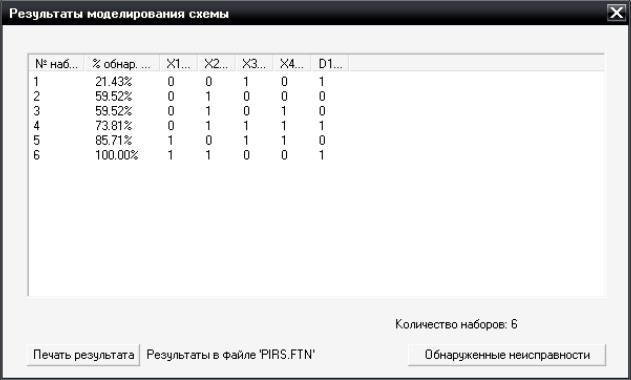 Результаты моделирования схемы
№ наб... % обнар. ... X1... X2... X3... X4... D1...
1 21.43% 0 0 1 0 1
2 59.52% 0 1 0 0 0
3 59.52% 0 1 0 1 0
4 73.81% 0 1 1 1 1
5 85.71% 1 0 1 1 0
6 100.00% 1 1 0 0 1
Количество наборов: 6
Печать результата Результаты в файле 'PIRS.FTN' Обнаруженные неисправности